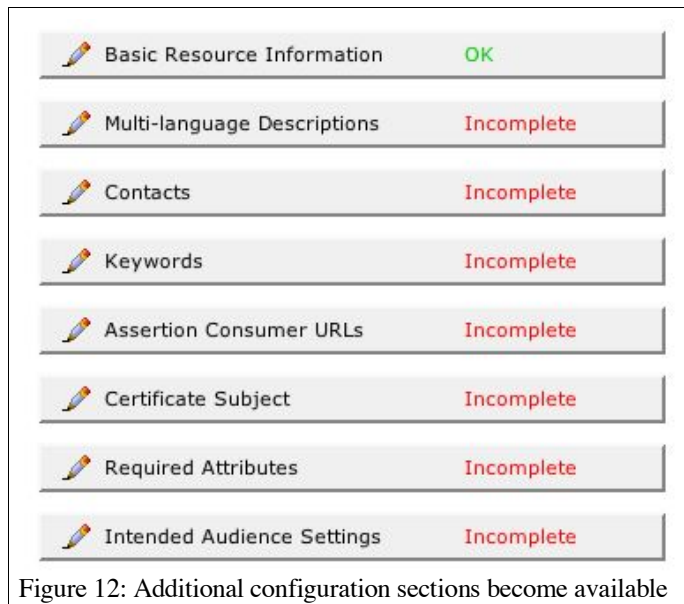 Basic Resource Information OK
Multi-language Descriptions Incomplete
Contacts Incomplete
Keywords Incomplete
Assertion Consumer URLs Incomplete
Certificate Subject Incomplete
Required Attributes Incomplete
Intended Audience Settings Incomplete
Figure 12: Additional configuration sections become available